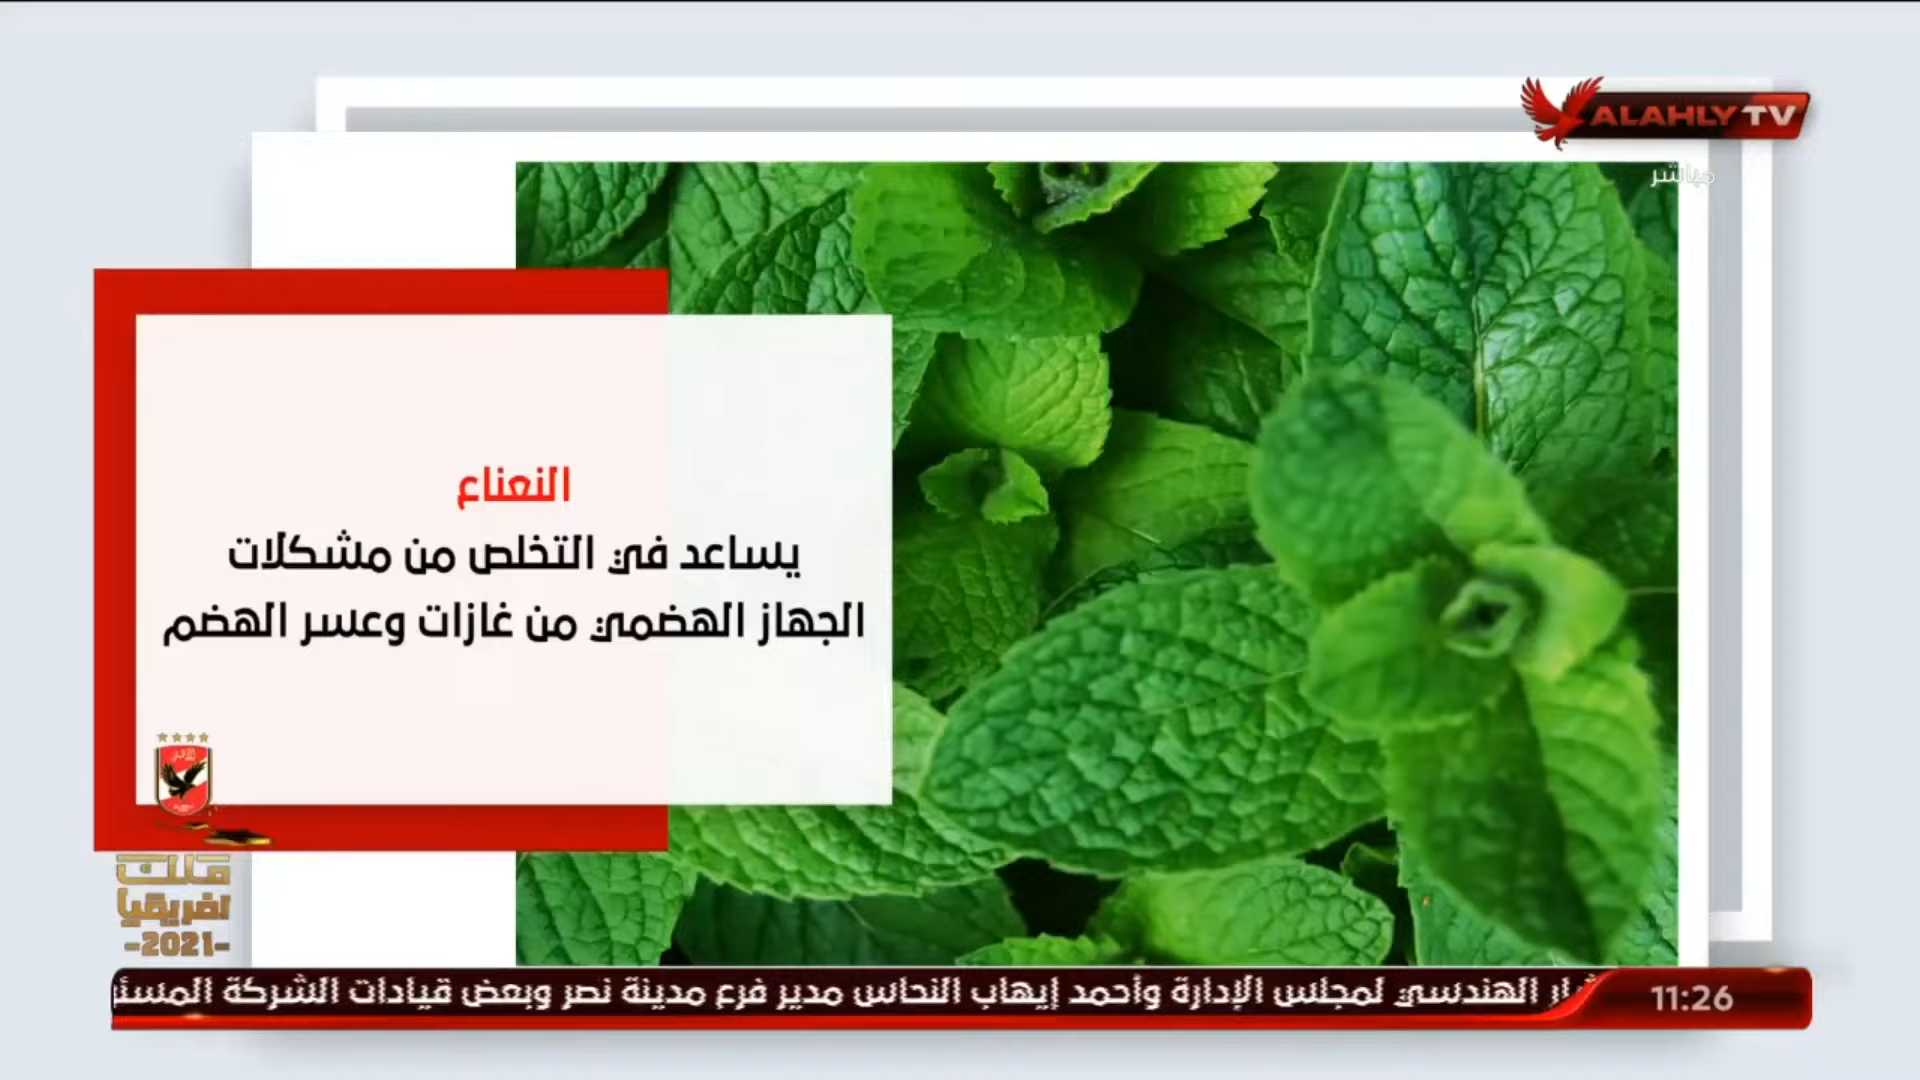 ALAHLY TV
مباشر
النعناع
يساعد في التخلص من مشكلات
الجهاز الهضمي من غازات وعسر الهضم
ملك
افريقيا
-2021-
الهندسي لمجلس الإدارة وأحمد إيهاب النحاس مدير فرع مدينة نصر وبعض قيادات الشركة
11:26